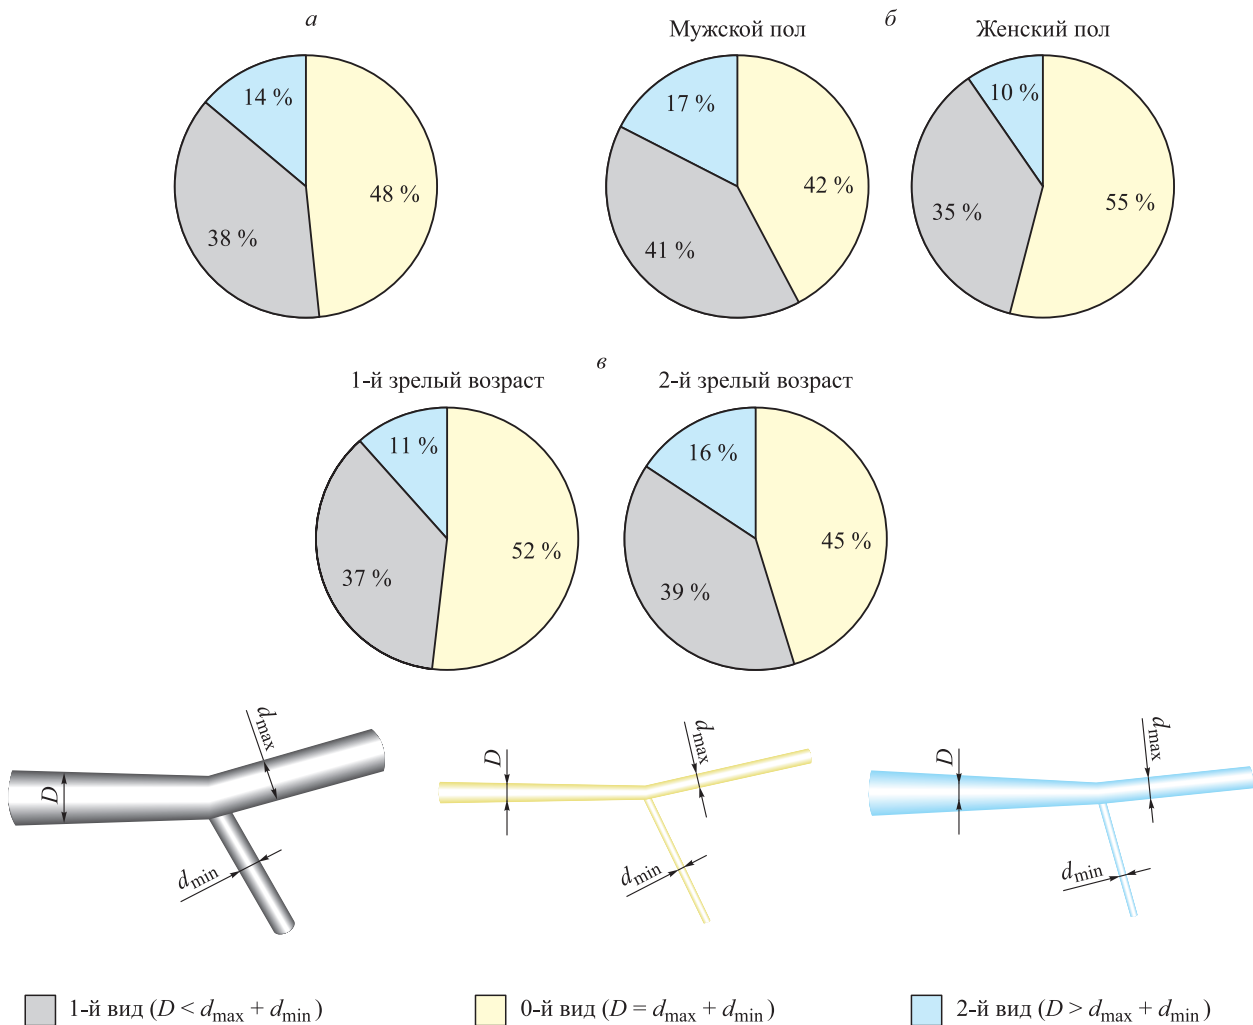 а
б
Мужской пол
Женский пол
14 %
48 %
38 %
17 %
42 %
41 %
10 %
55 %
35 %
в
1-й зрелый возраст
2-й зрелый возраст
11 %
52 %
37 %
16 %
45 %
39 %
D
dmax
dmin
D
dmax
dmin
D
dmax
dmin
1-й вид (D < dmax + dmin)
0-й вид (D = dmax + dmin)
2-й вид (D > dmax + dmin)